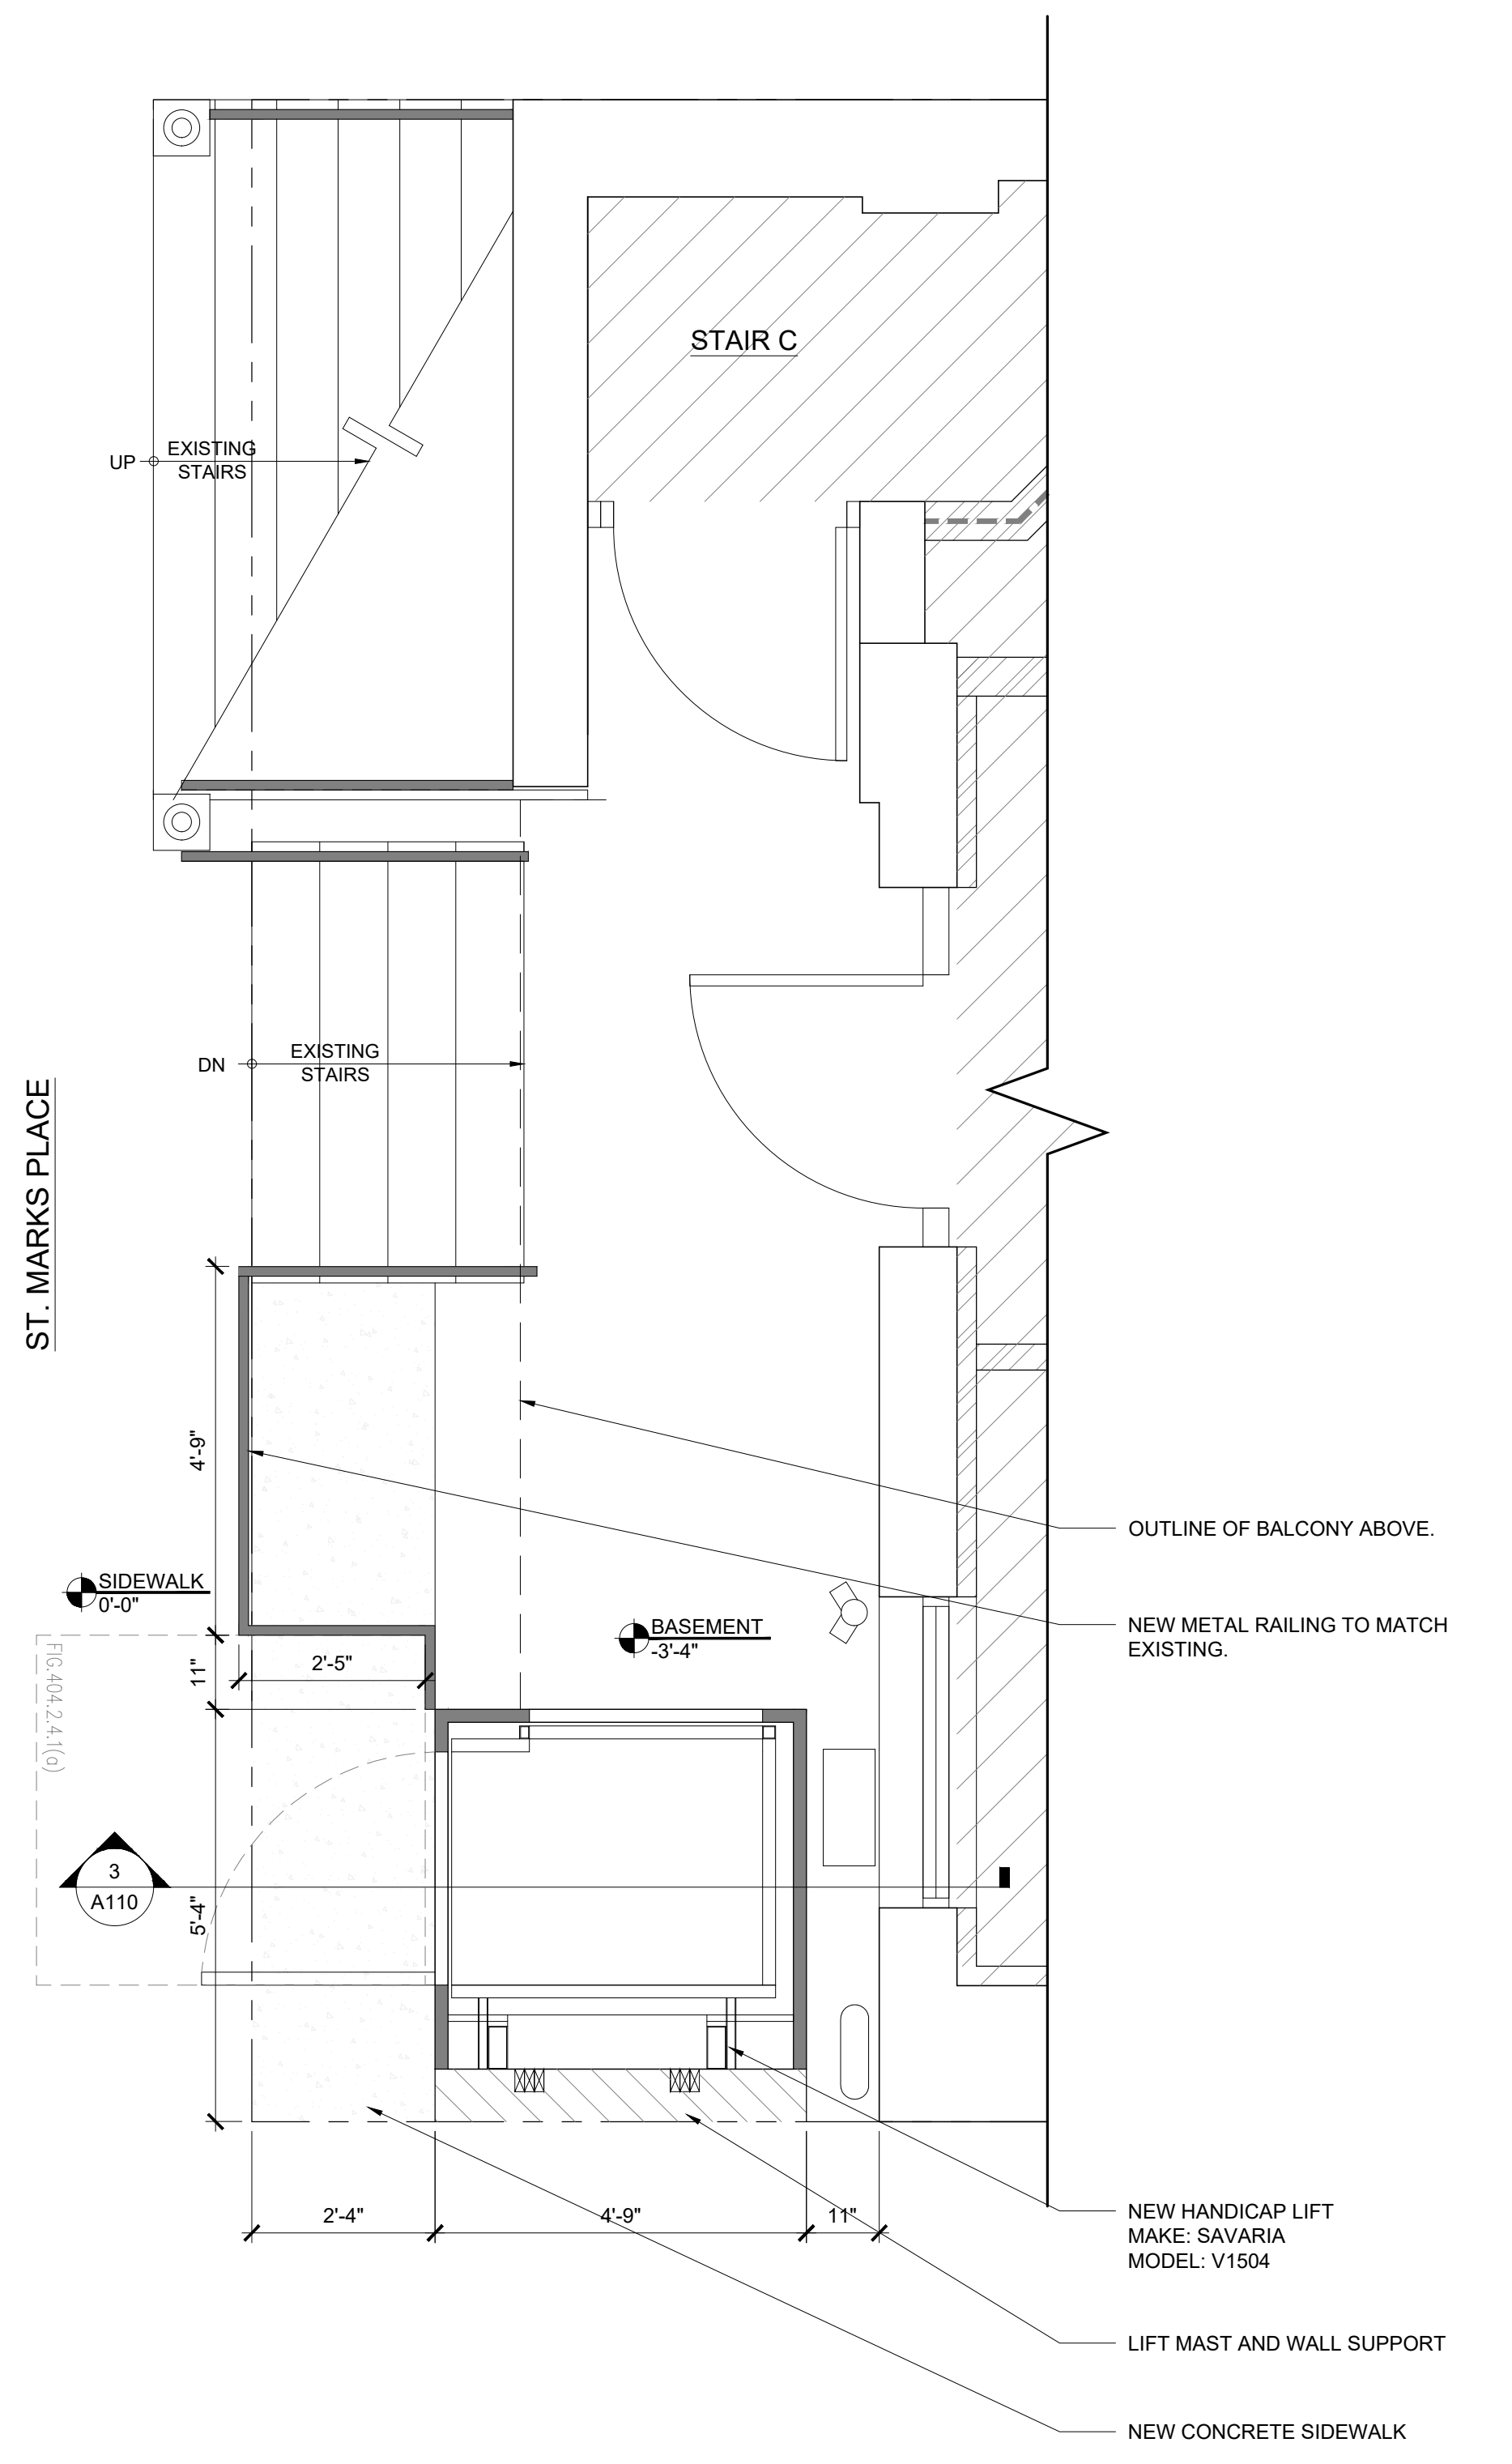 STAIR C
UP
EXISTING
STAIRS
DN
EXISTING
STAIRS
ST. MARKS PLACE
4'-9"
OUTLINE OF BALCONY ABOVE.
SIDEWALK
0'-0"
BASEMENT
-3'-4"
NEW METAL RAILING TO MATCH
EXISTING.
11"
2'-5"
FIG.404.2.4.1(a)
3
A110
5'-4"
2'-4"
4'-9"
11"
NEW HANDICAP LIFT
MAKE: SAVARIA
MODEL: V1504
LIFT MAST AND WALL SUPPORT
NEW CONCRETE SIDEWALK